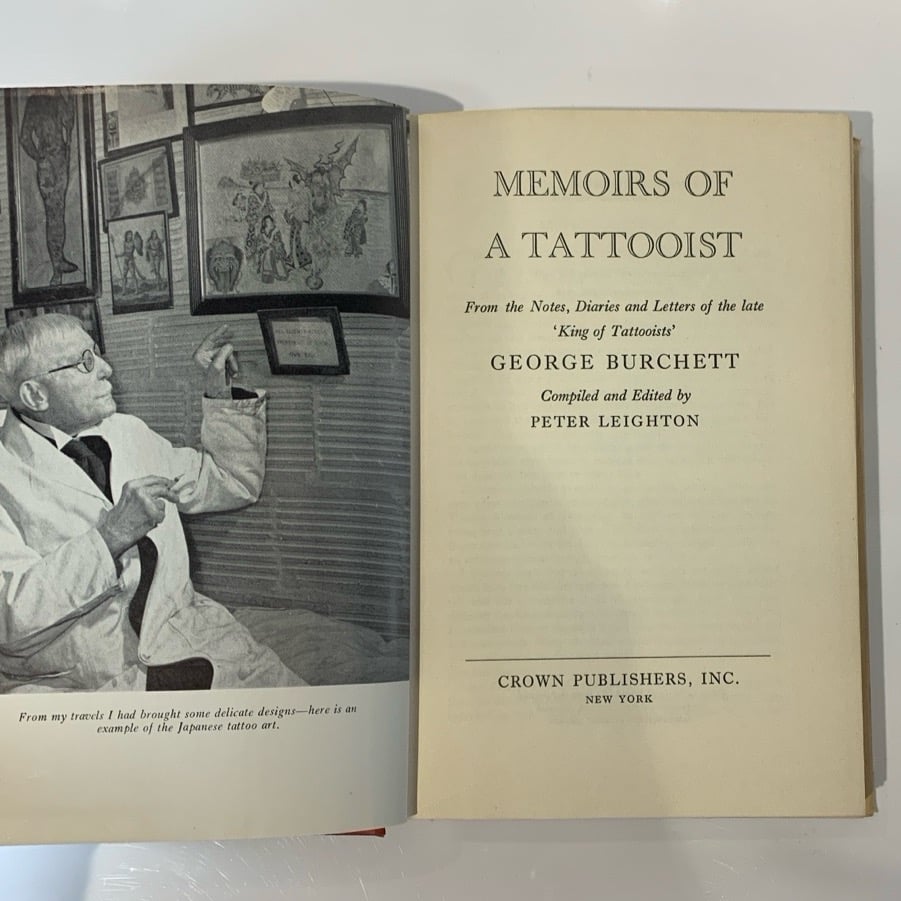 From my travels I had brought some delicate designs—here is an
example of the Japanese tattoo art.
MEMOIRS OF
A TATTOOIST
From the Notes, Diaries and Letters of the late
‘King of Tattooists’
GEORGE BURCHETT
Compiled and Edited by
PETER LEIGHTON
CROWN PUBLISHERS, INC.
NEW YORK